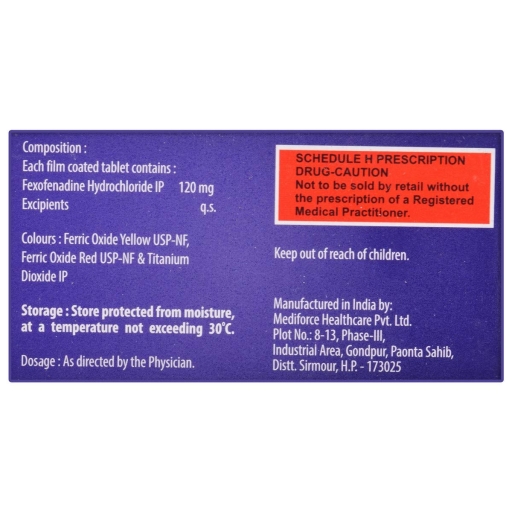 Composition :
Each film coated tablet contains :
Fexofenadine Hydrochloride IP 120 mg
Excipients q.s.
Colours : Ferric Oxide Yellow USP-NF,
Ferric Oxide Red USP-NF & Titanium
Dioxide IP
Storage : Store protected from moisture,
at a temperature not exceeding 30°C.
Dosage : As directed by the Physician.
SCHEDULE H PRESCRIPTION
DRUG-CAUTION
Not to be sold by retail without
the prescription of a Registered
Medical Practitioner.
Keep out of reach of children.
Manufactured in India by:
Mediforce Healthcare Pvt. Ltd.
Plot No.: 8-13, Phase-III,
Industrial Area, Gondpur, Paonta Sahib,
Distt. Sirmour, H.P. - 173025